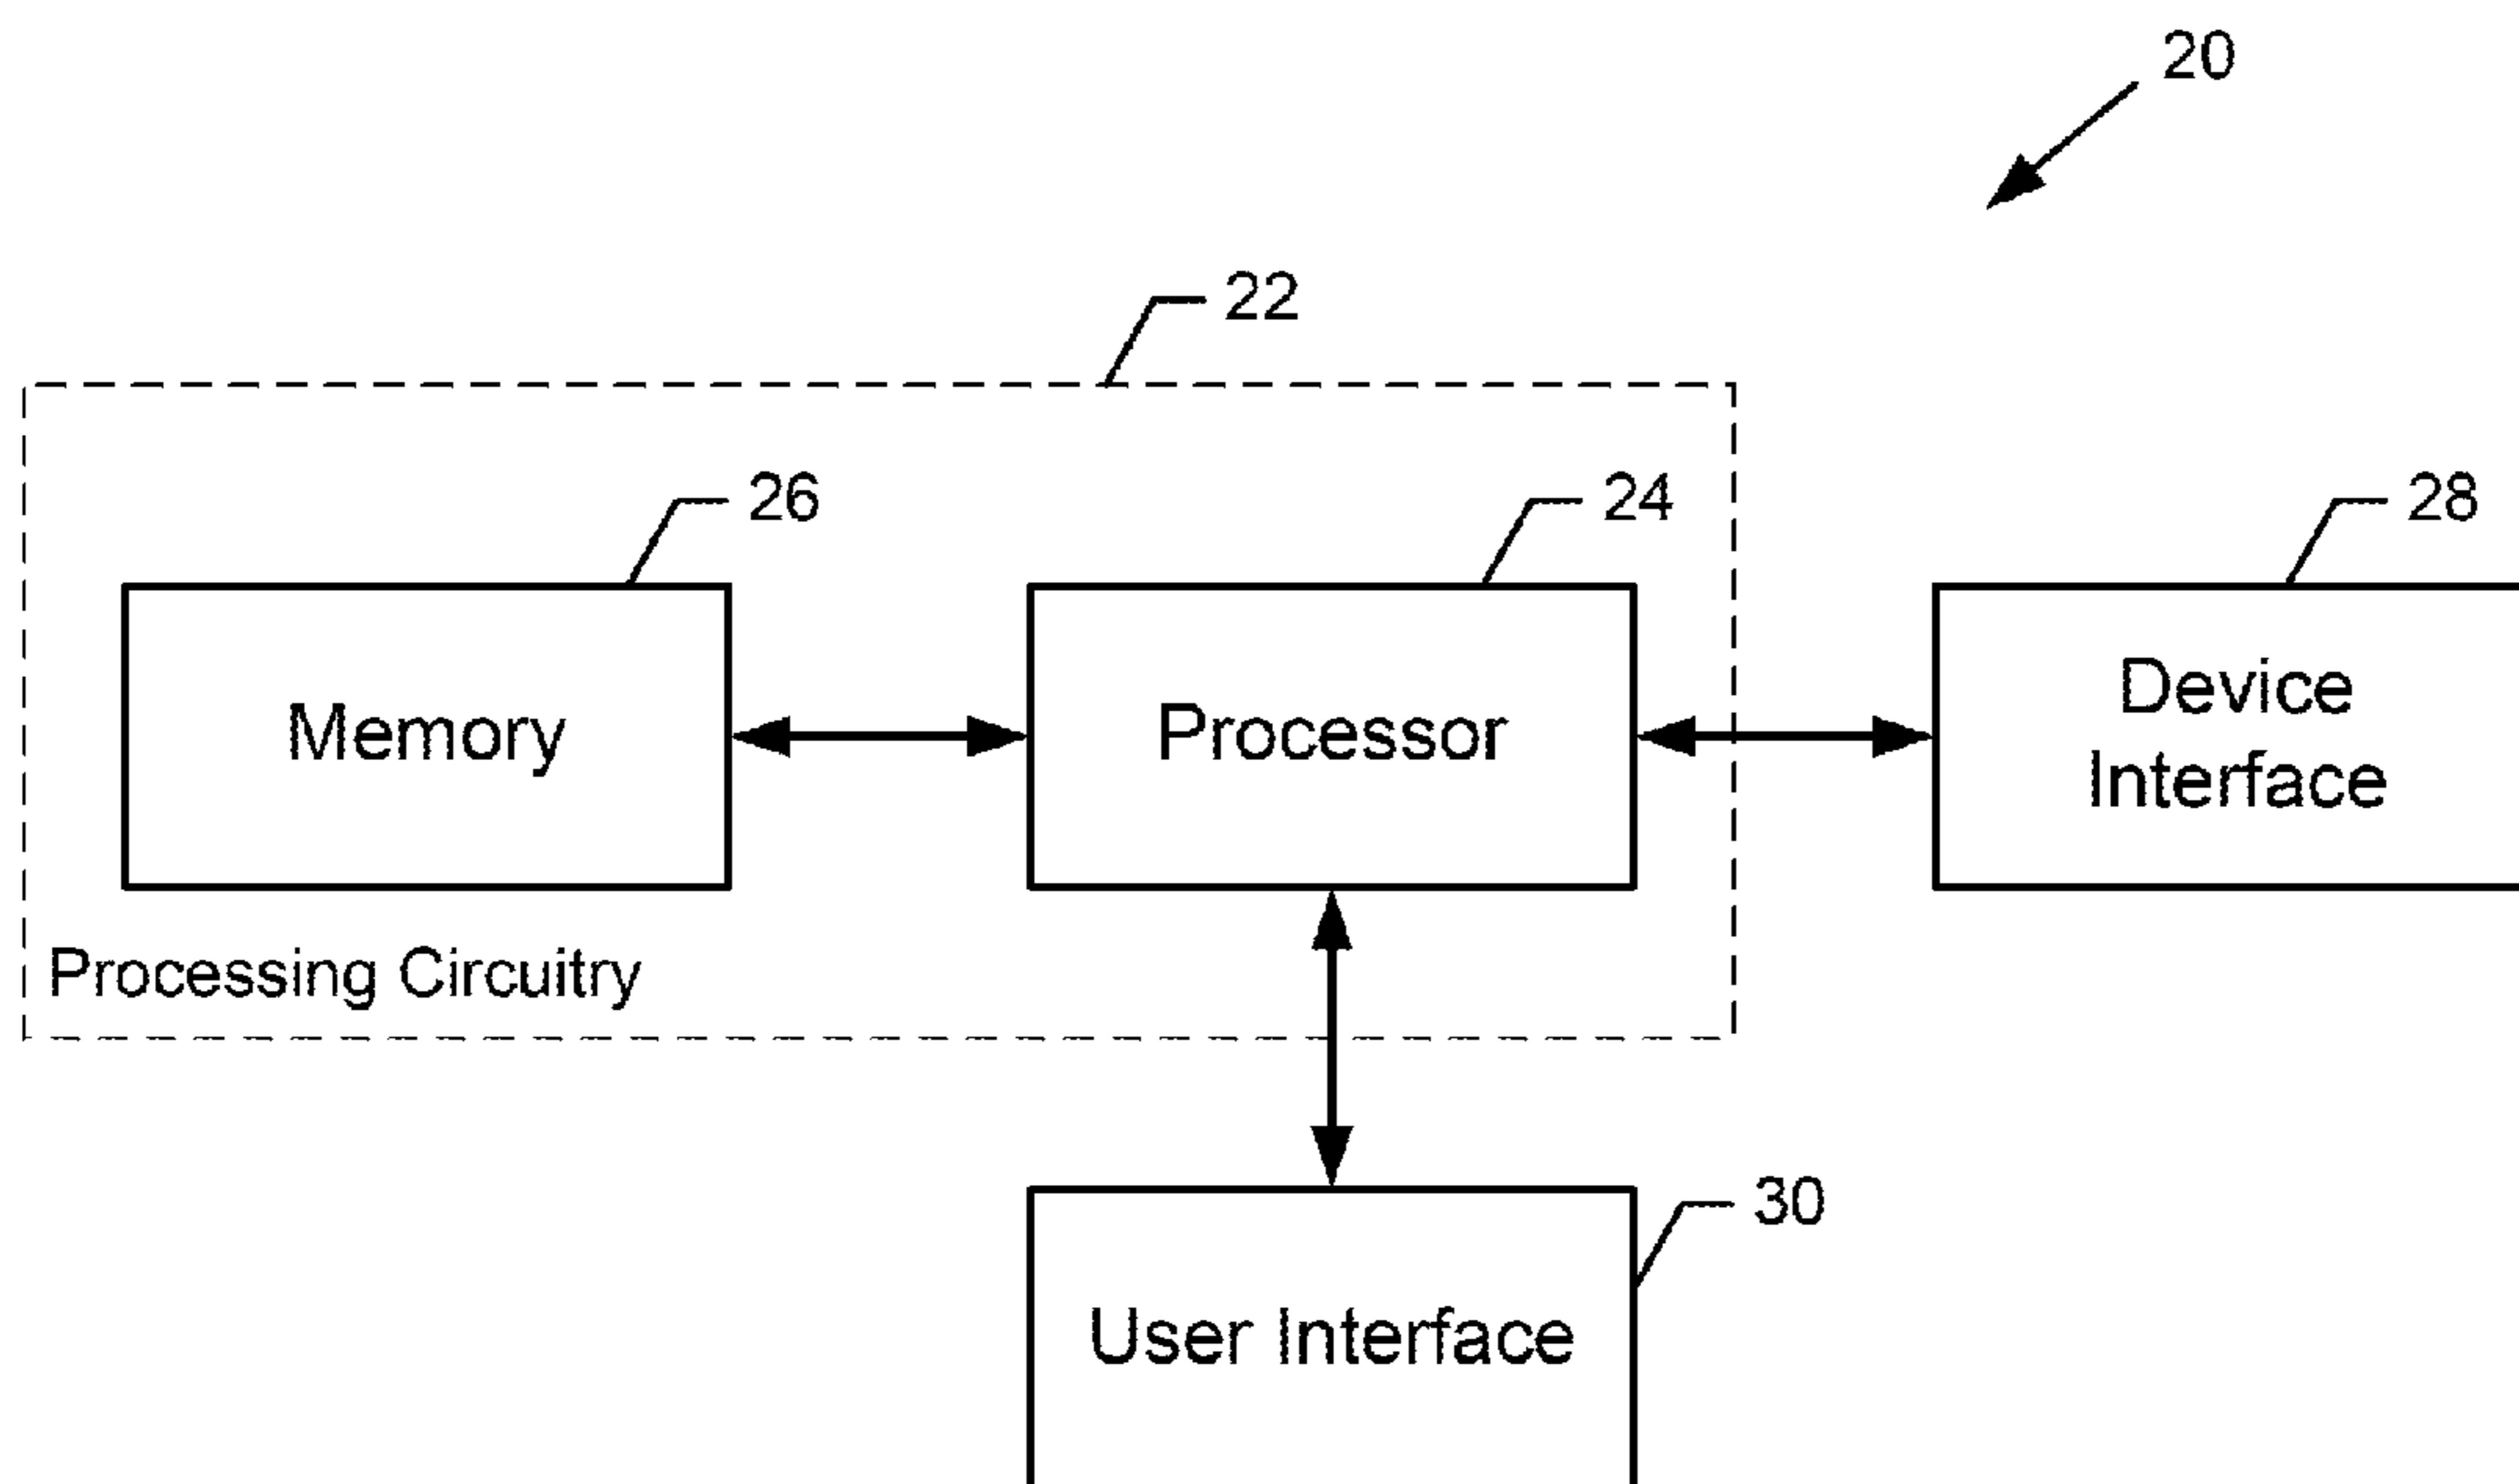 20
22
26
24
28
Memory
Processor
Device
Interface
Processing Circuitry
30
User Interface